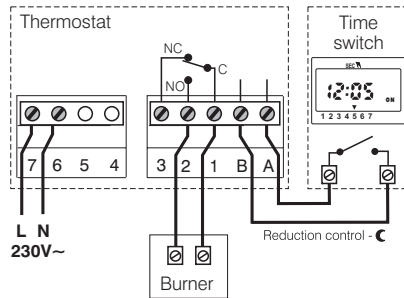 Thermostat
Time
switch
NC
C
NO
SEC
12:05
ON
1 2 3 4 5 6 7
7 6 5 4
3 2 1 B A
L N
230V~
Reduction control -
Burner